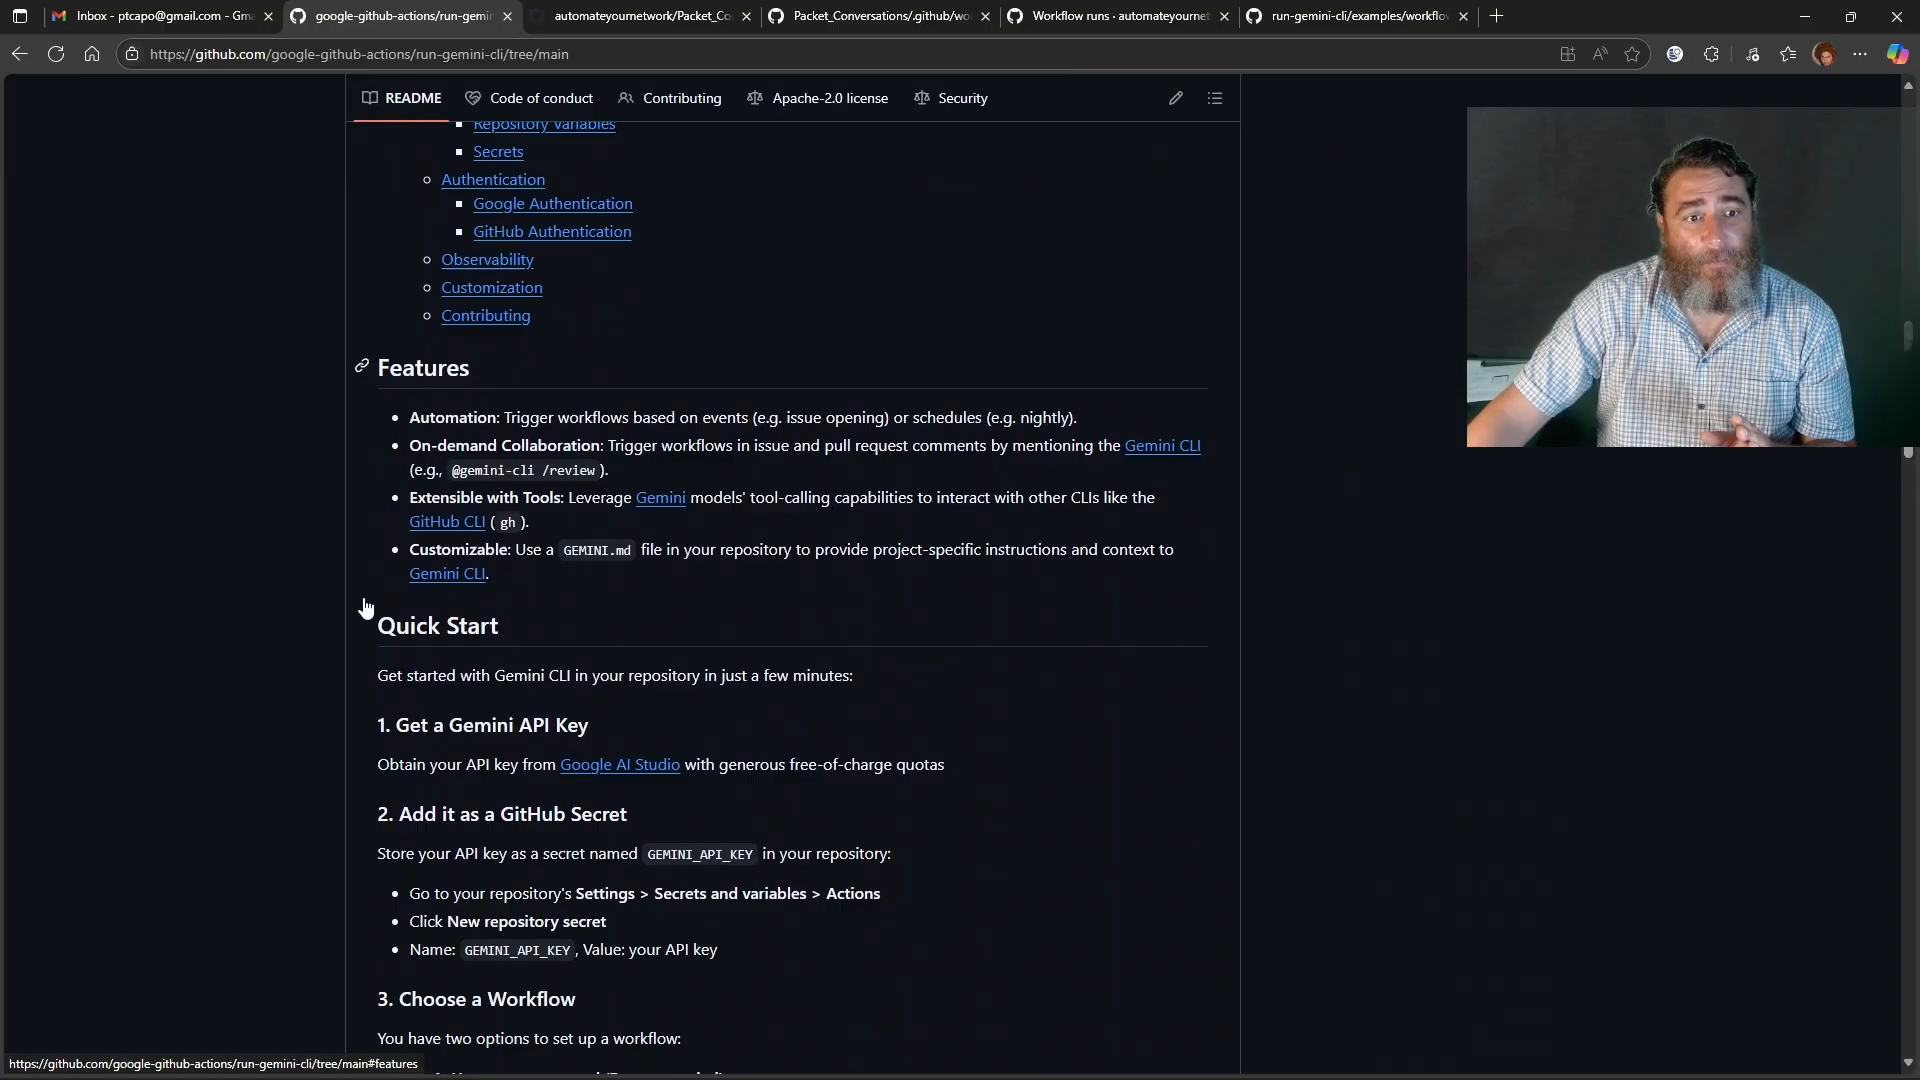 Inbox - ptcapo@gmail.com - Gma
google-github-actions/run-gemin
automateyournetwork/Packet_Co
Packet_Conversations/.github/wo
Workflow runs · automateyournet
run-gemini-cli/examples/workflo
https://github.com/google-github-actions/run-gemini-cli/tree/main
README
Code of conduct
Contributing
Apache-2.0 license
Security
Repository Variables
Secrets
Authentication
Google Authentication
GitHub Authentication
Observability
Customization
Contributing
Features
Automation: Trigger workflows based on events (e.g. issue opening) or schedules (e.g. nightly).
On-demand Collaboration: Trigger workflows in issue and pull request comments by mentioning the Gemini CLI
(e.g., @gemini-cli /review ).
Extensible with Tools: Leverage Gemini models' tool-calling capabilities to interact with other CLIs like the
GitHub CLI ( gh ).
Customizable: Use a GEMINI.md file in your repository to provide project-specific instructions and context to
Gemini CLI.
Quick Start
Get started with Gemini CLI in your repository in just a few minutes:
1. Get a Gemini API Key
Obtain your API key from Google AI Studio with generous free-of-charge quotas
2. Add it as a GitHub Secret
Store your API key as a secret named GEMINI_API_KEY in your repository:
Go to your repository's Settings > Secrets and variables > Actions
Click New repository secret
Name: GEMINI_API_KEY , Value: your API key
3. Choose a Workflow
You have two options to set up a workflow:
https://github.com/google-github-actions/run-gemini-cli/tree/main#features